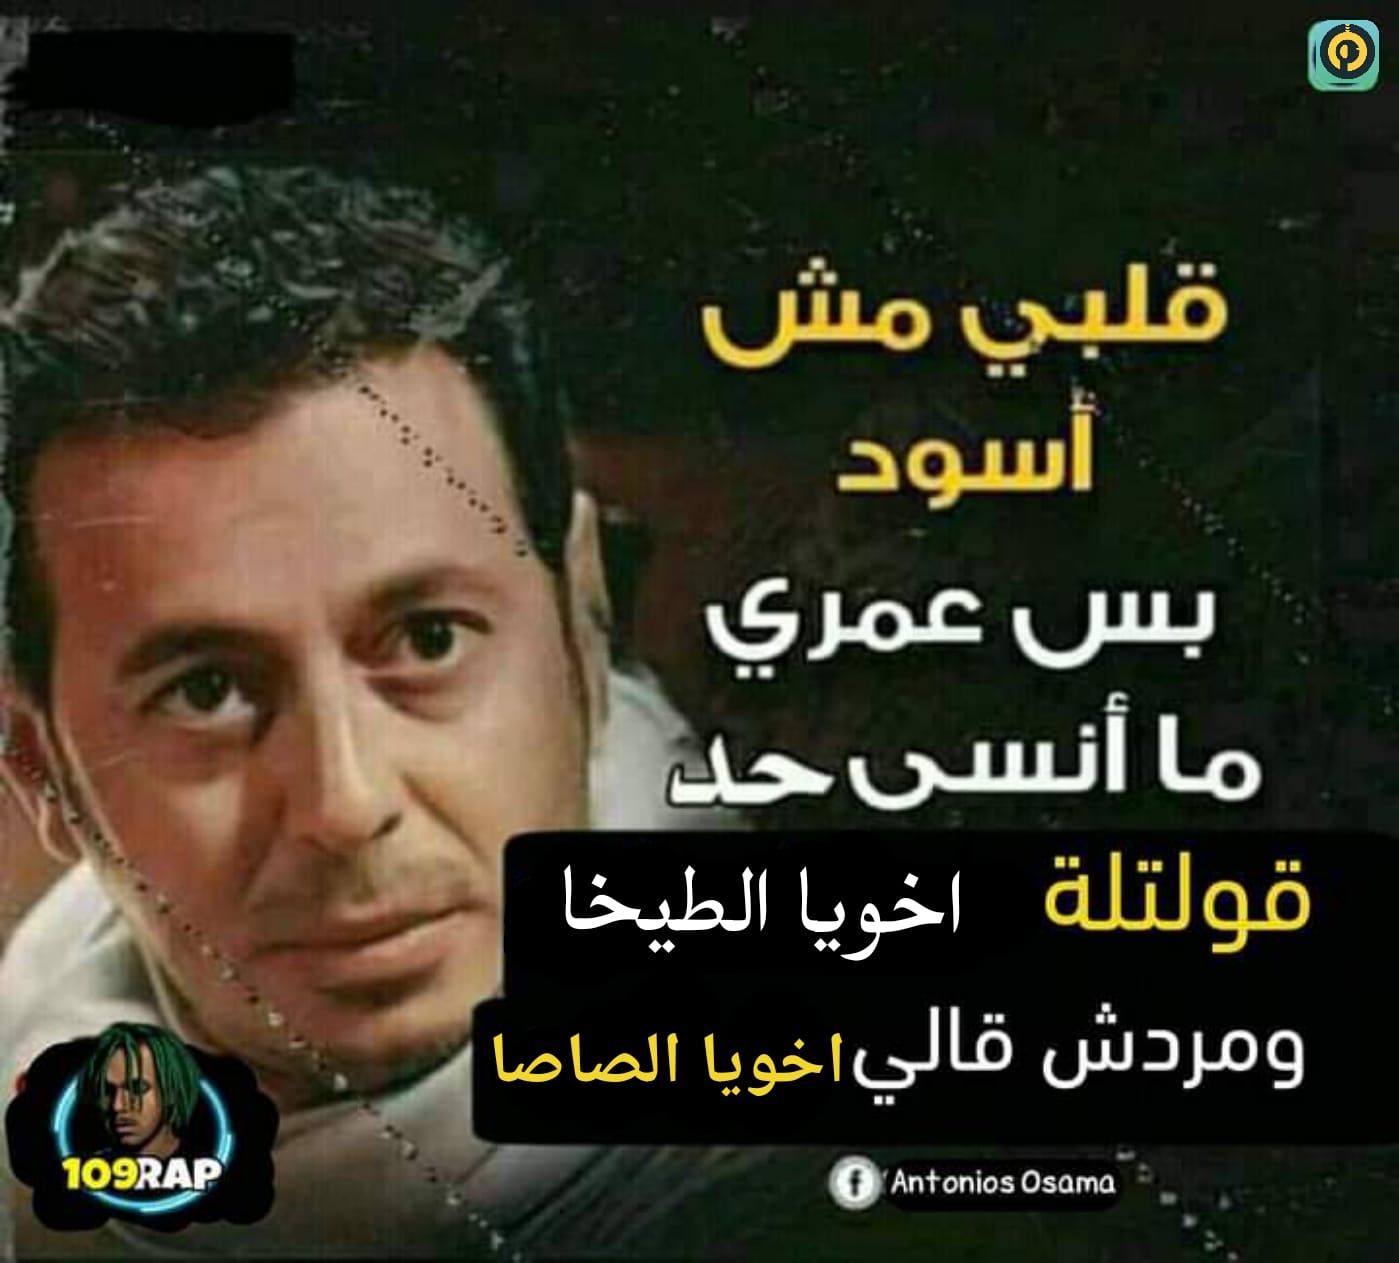 قلبي مش
أسود
بس عمري
ما أنسى حد
قولتلة اخويا الطيخا
ومردش قالي اخويا الصاصا
109RAP
Antonios Osama